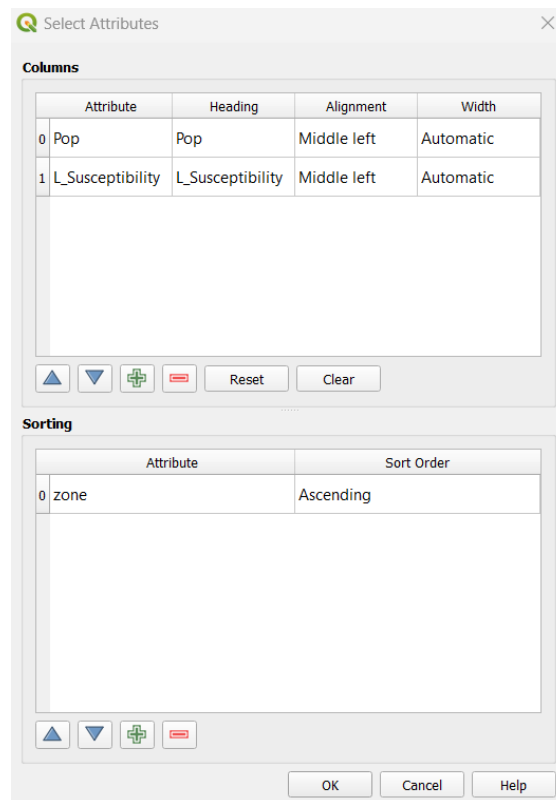 Select Attributes
Columns
Attribute Heading Alignment Width
0 Pop Pop Middle left Automatic
1 L_Susceptibility L_Susceptibility Middle left Automatic
Reset Clear
Sorting
Attribute Sort Order
0 zone Ascending
OK Cancel Help